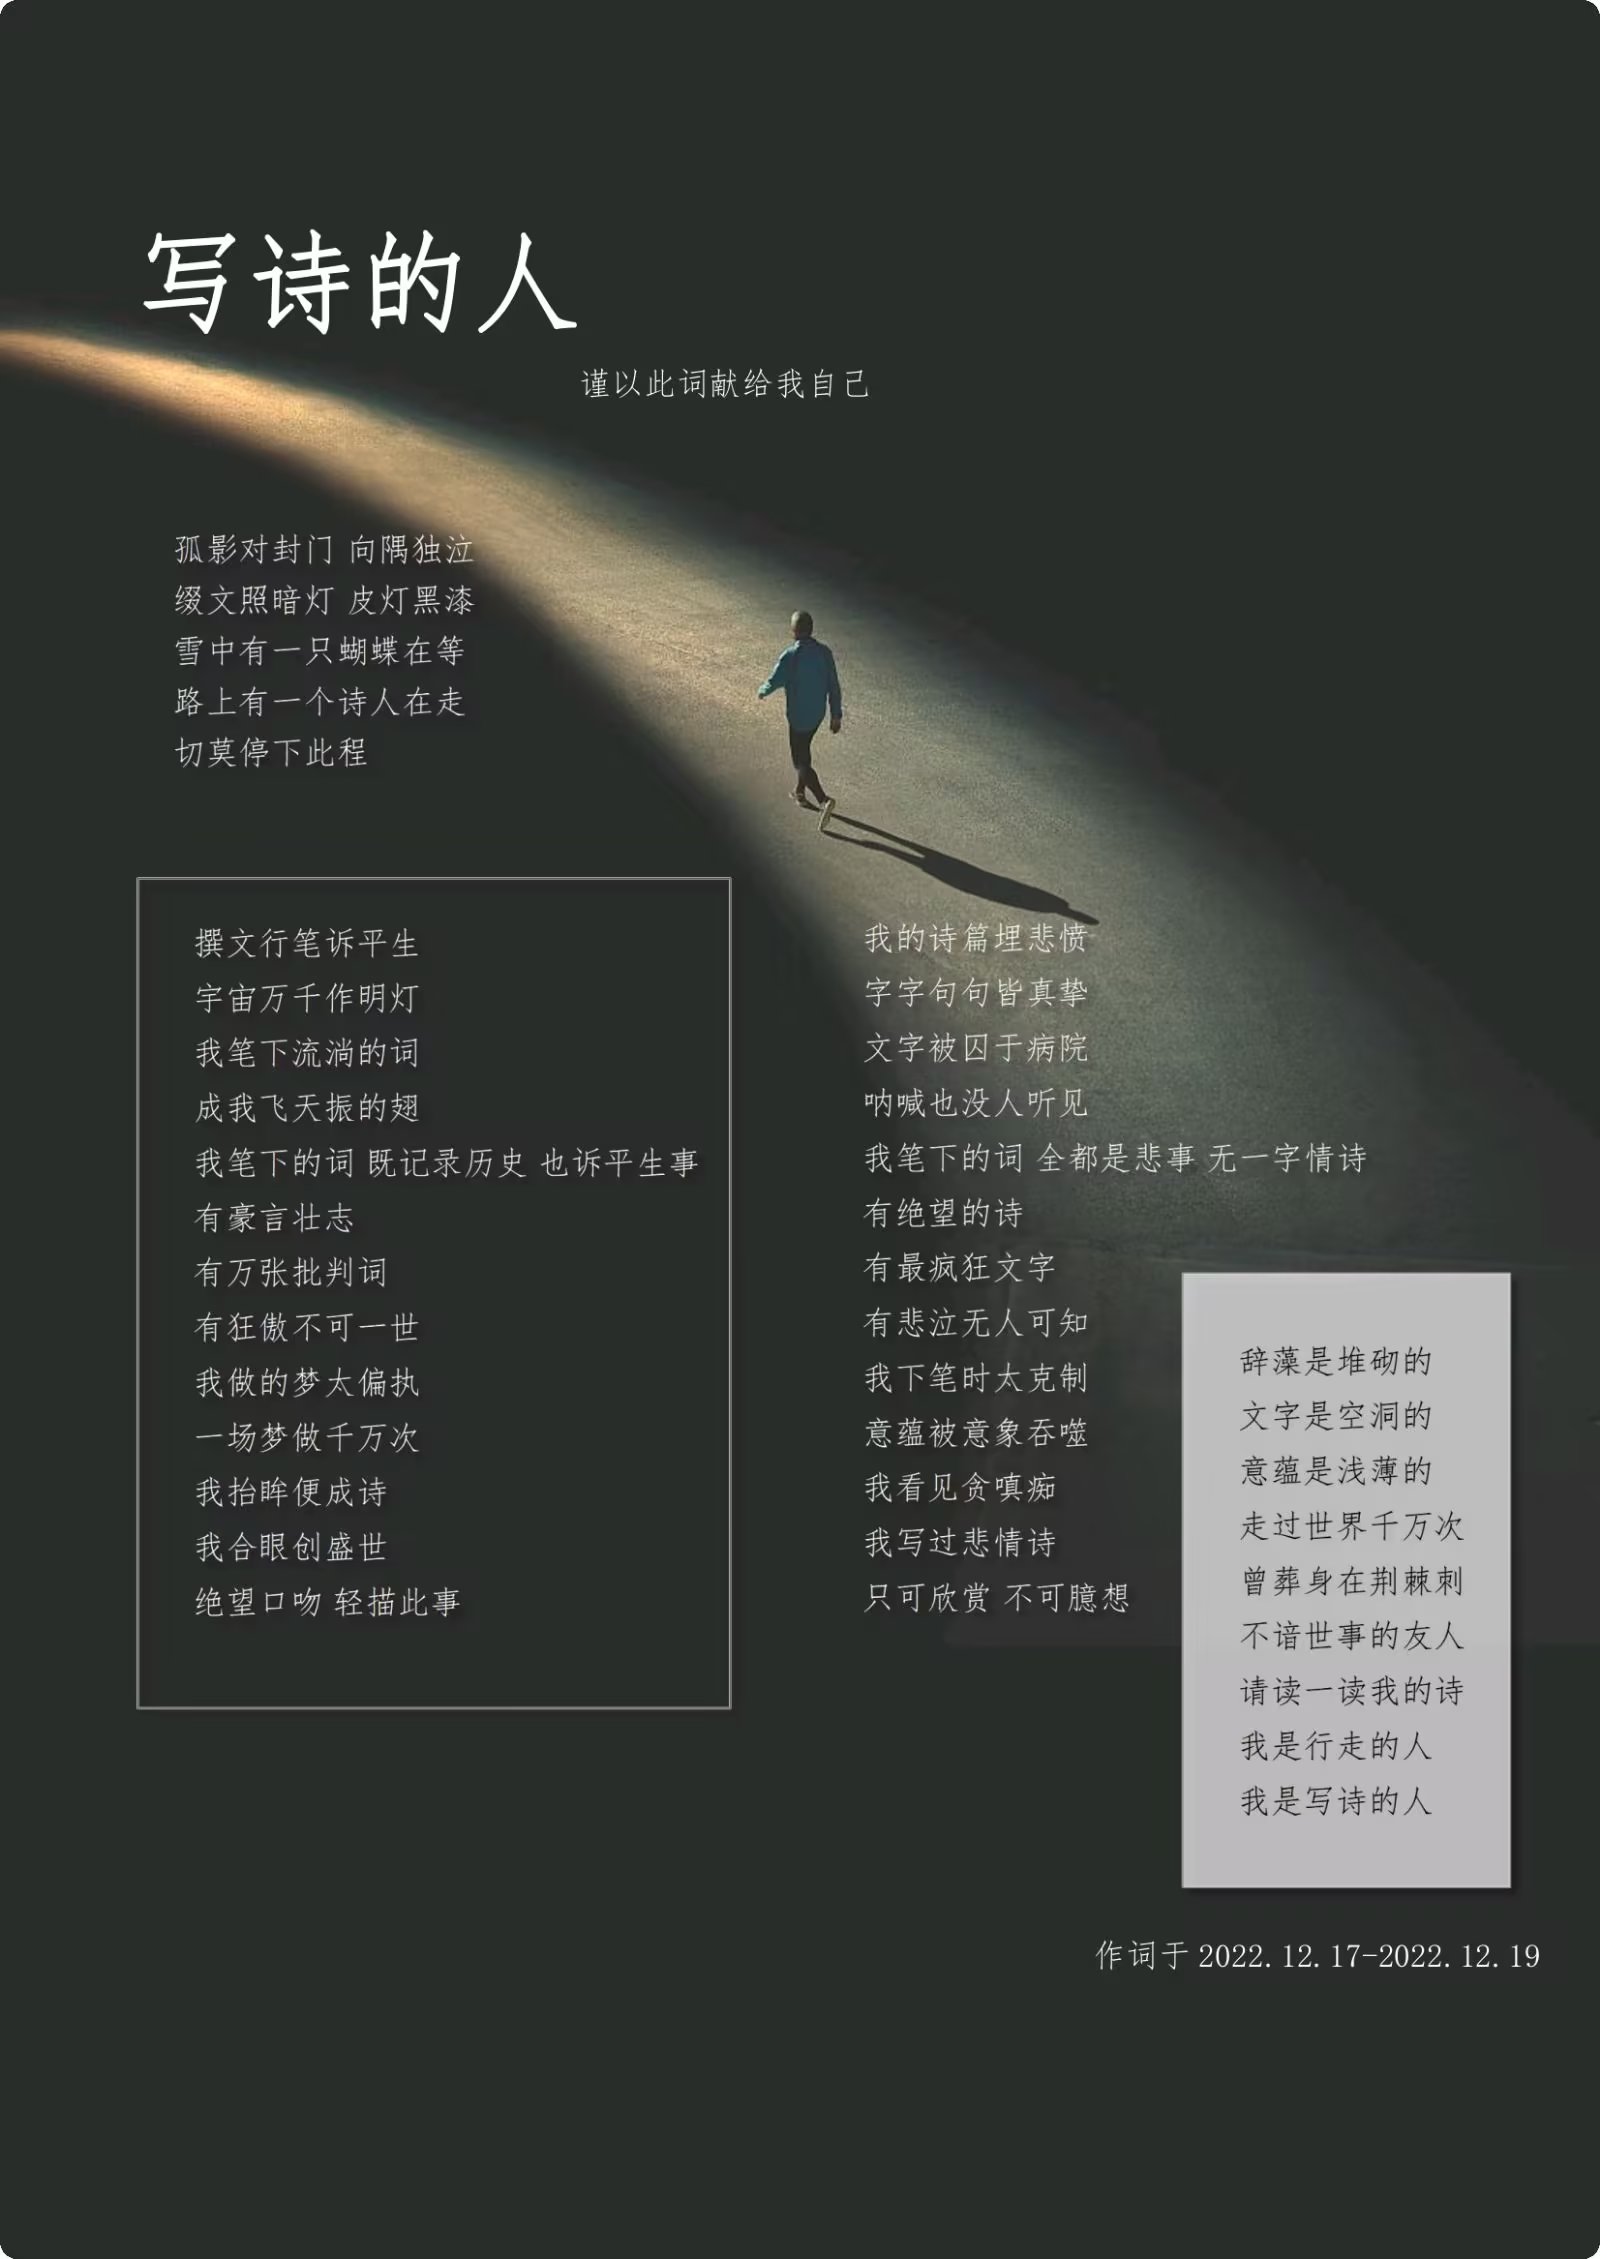 写诗的人
谨以此词献给我自己
孤影对封门 向隅独泣
缀文照暗灯 皮灯黑漆
雪中有一只蝴蝶在等
路上有一个诗人在走
切莫停下此程
撰文行笔诉平生
宇宙万千作明灯
我笔下流淌的词
成我飞天振的翅
我笔下的词 既记录历史 也诉平生事
有豪言壮志
有万张批判词
有狂傲不可一世
我做的梦太偏执
一场梦做千万次
我抬眸便成诗
我合眼创盛世
绝望口吻 轻描此事
我的诗篇埋悲愤
字字句句皆真挚
文字被囚于病院
呐喊也没人听见
我笔下的词 全都是悲事 无一字情诗
有绝望的诗
有最疯狂文字
有悲泣无人可知
我下笔时太克制
意蕴被意象吞噬
我看见贪嗔痴
我写过悲情诗
只可欣赏 不可臆想
辞藻是堆砌的
文字是空洞的
意蕴是浅薄的
走过世界千万次
曾葬身在荆棘刺
不谙世事的友人
请读一读我的诗
我是行走的人
我是写诗的人
作词于 2022.12.17-2022.12.19